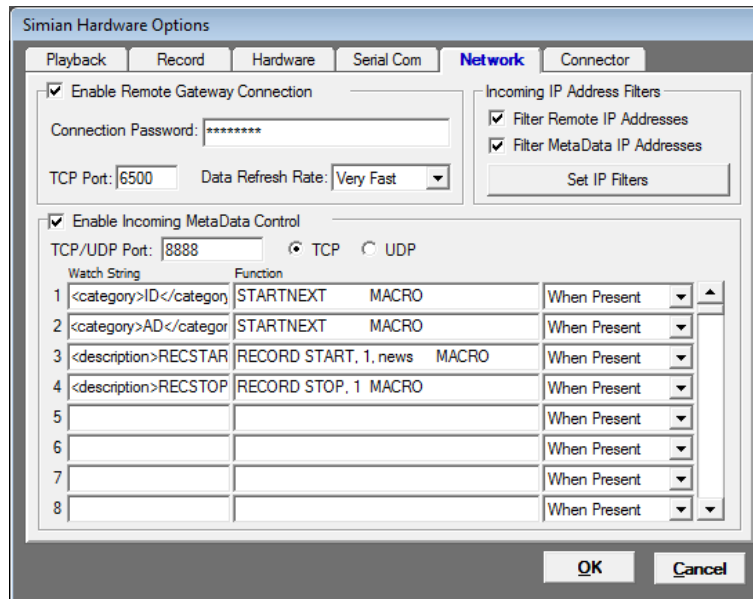 Simian Hardware Options
Playback Record Hardware Serial Com Network Connector
Enable Remote Gateway Connection
Connection Password: ********
TCP Port: 6500 Data Refresh Rate: Very Fast
Incoming IP Address Filters
Filter Remote IP Addresses
Filter MetaData IP Addresses
Set IP Filters
Enable Incoming MetaData Control
TCP/UDP Port: 8888 TCP UDP
Watch String Function
1 <category>ID</category STARTNEXT MACRO When Present
2 <category>AD</categor STARTNEXT MACRO When Present
3 <description>RECSTAR RECORD START, 1, news MACRO When Present
4 <description>RECSTOP RECORD STOP, 1 MACRO When Present
5 When Present
6 When Present
7 When Present
8 When Present
OK Cancel